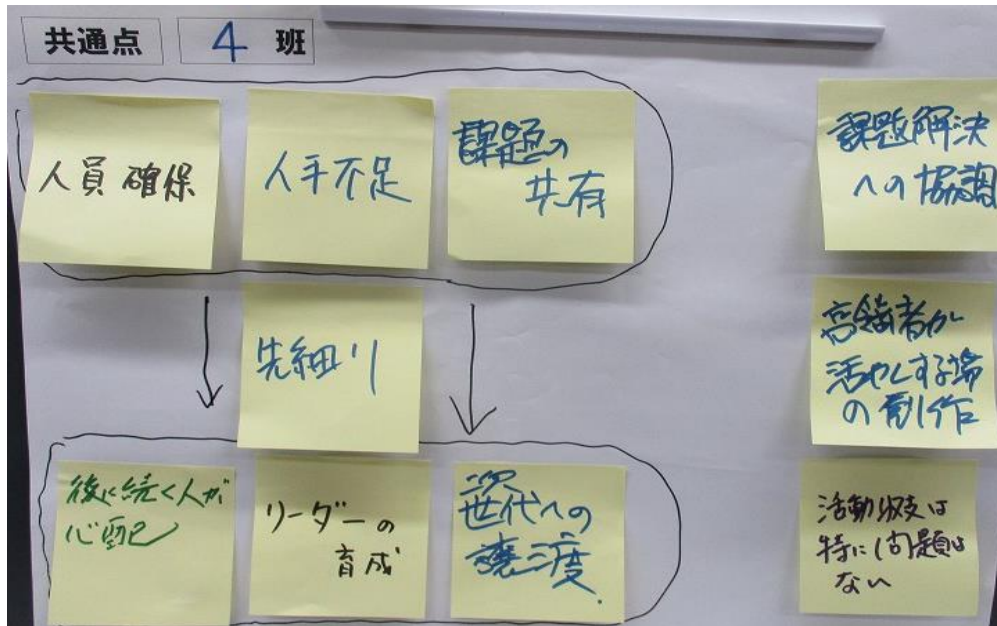 共通点 4 班
人員確保
人手不足
課題の
共有
課題解決
への協調
先細り
高齢者が
活やくする場
の創作
後に続く人が
心配
リーダーの
育成
次
世代への
譲渡.
活動収支は
特に問題は
ない